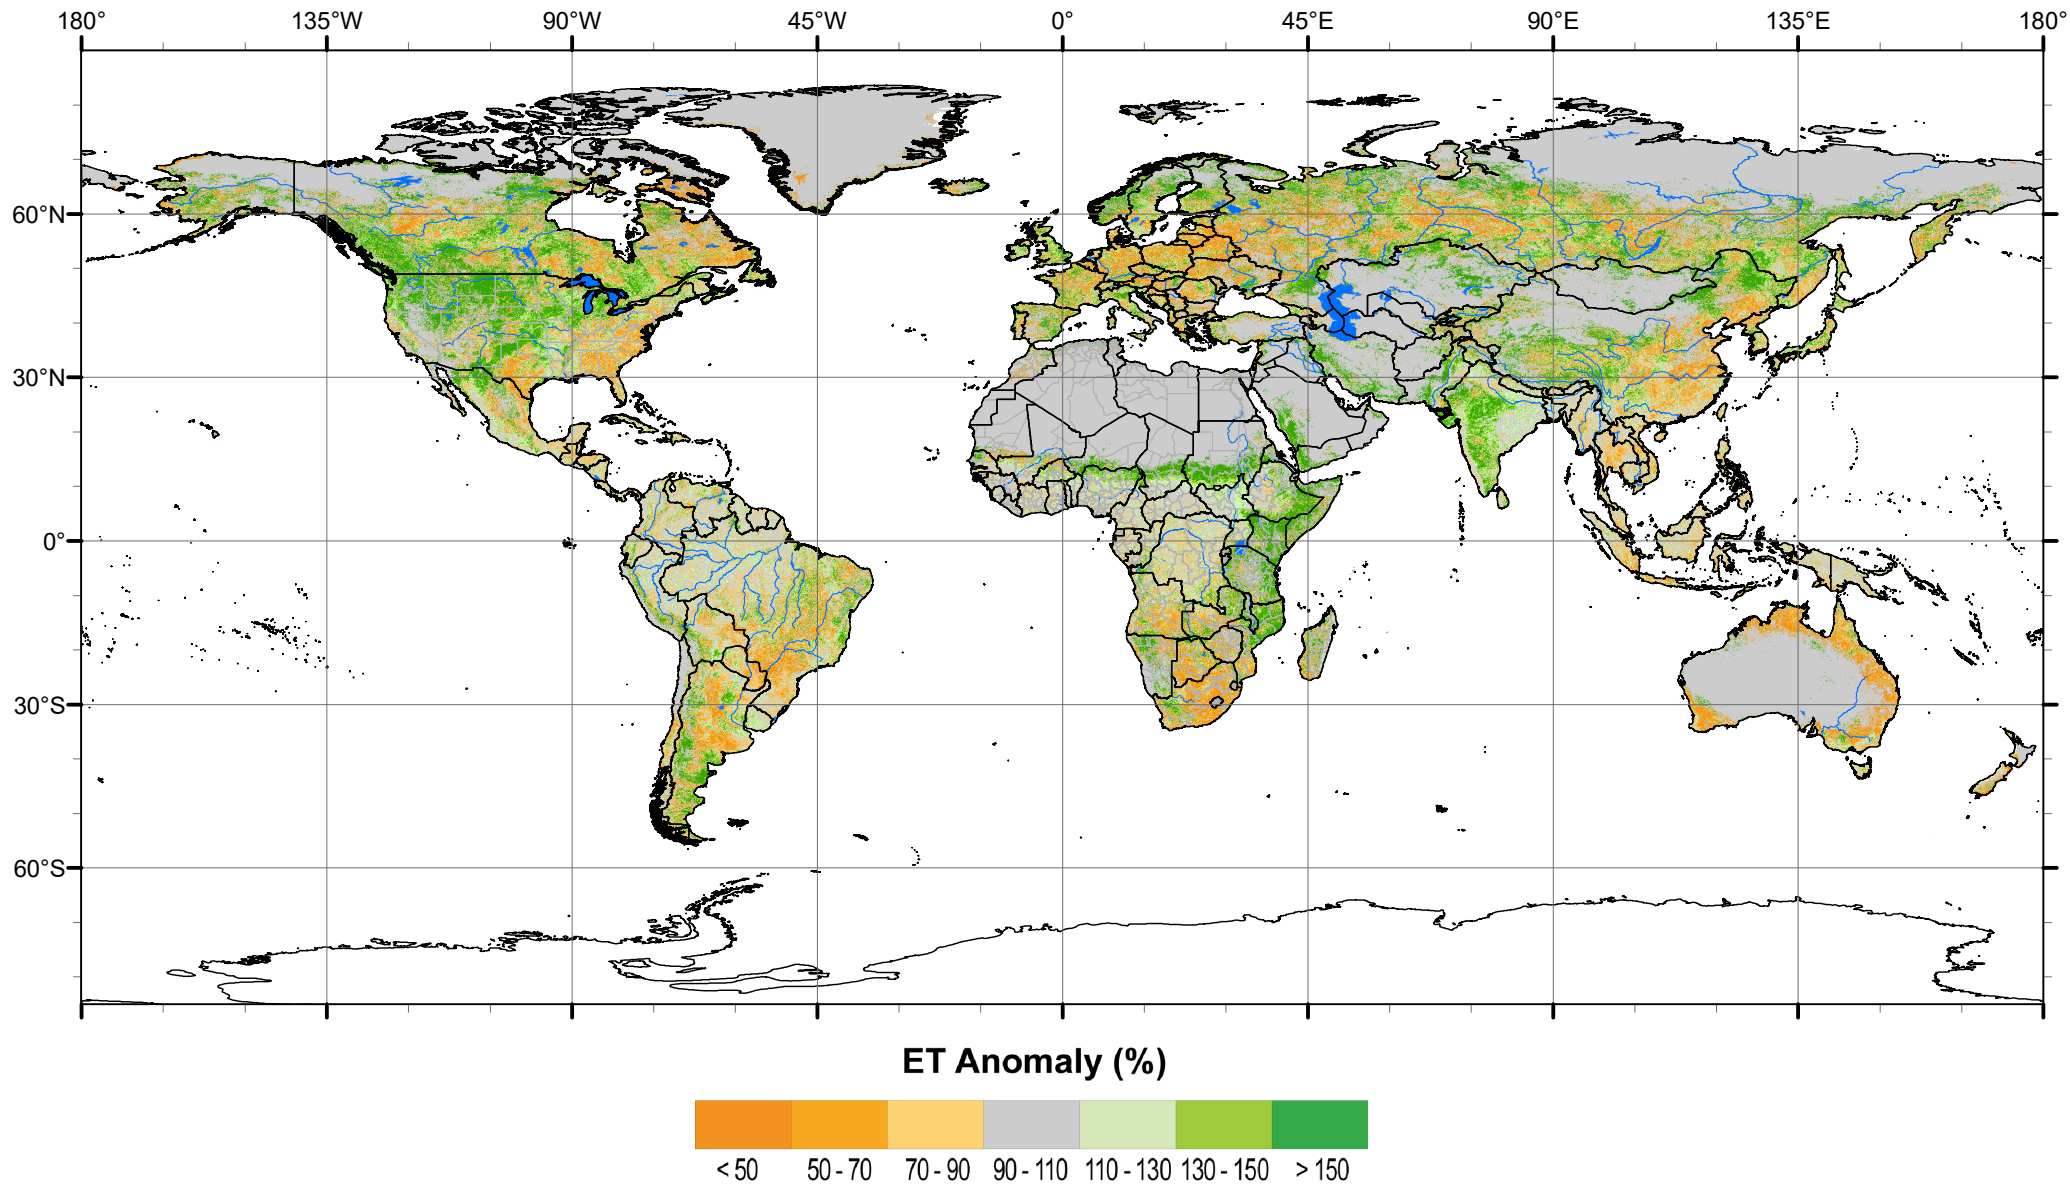 180° 135°W 90°W 45°W 0° 45°E 90°E 135°E 180°
60°N
30°N
0°
30°S
60°S
ET Anomaly (%)
< 50 50 - 70 70 - 90 90 - 110 110 - 130 130 - 150 > 150